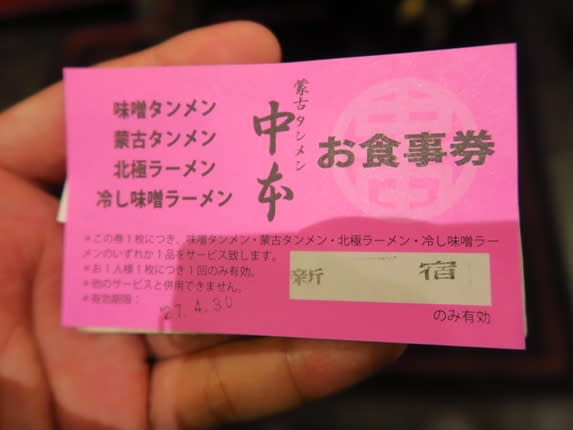 味噌タンメン
蒙古タンメン
北極ラーメン
冷し味噌ラーメン
蒙古タンメン
中本
お食事券
＊この巻1枚につき、味噌タンメン・蒙古タンメン・北極ラーメン・冷し味噌ラー
メンのいずれか1品をサービス致します。
＊お1人様1枚につき1回のみ有効。
＊他のサービスと併用できません。
＊有効期限： '27.4.30
新宿
のみ有効